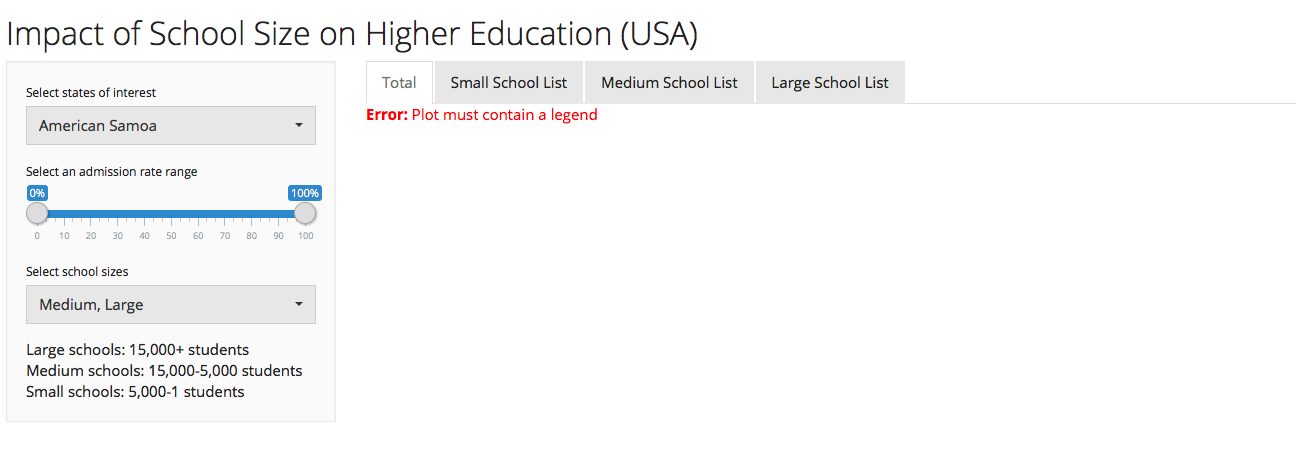 Impact of School Size on Higher Education (USA)
Select states of interest
American Samoa
Select an admission rate range
0% 100%
0 10 20 30 40 50 60 70 80 90 100
Select school sizes
Medium, Large
Large schools: 15,000+ students
Medium schools: 15,000-5,000 students
Small schools: 5,000-1 students
Total Small School List Medium School List Large School List
Error: Plot must contain a legend